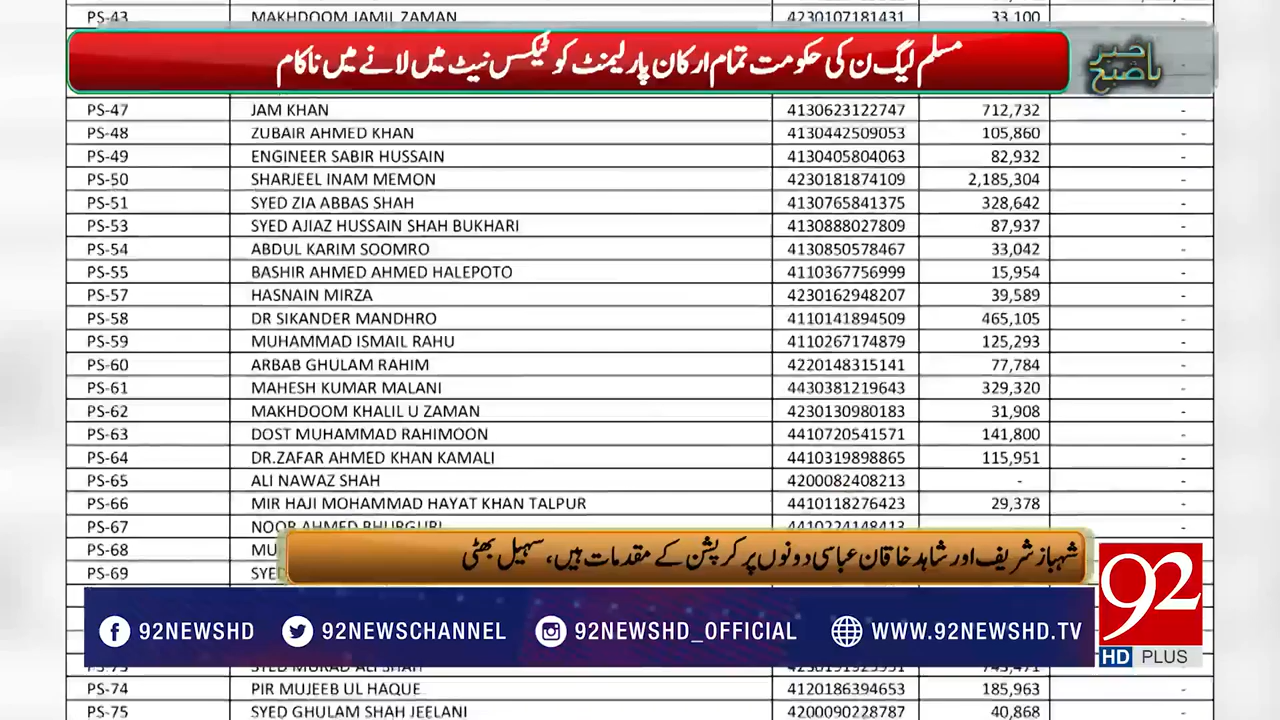 PS-43 MAKHDOOM JAMIL ZAMAN 4230107181431 33,100
مسلم لیگ ن کی حکومت تمام ارکان پارلیمنٹ کو ٹیکس نیٹ میں لانے میں ناکام
باخبر صبح
PS-47 JAM KHAN 4130623122747 712,732 -
PS-48 ZUBAIR AHMED KHAN 4130442509053 105,860 -
PS-49 ENGINEER SABIR HUSSAIN 4130405804063 82,932 -
PS-50 SHARJEEL INAM MEMON 4230181874109 2,185,304 -
PS-51 SYED ZIA ABBAS SHAH 4130765841375 328,642 -
PS-53 SYED AJIAZ HUSSAIN SHAH BUKHARI 4130888027809 87,937 -
PS-54 ABDUL KARIM SOOMRO 4130850578467 33,042 -
PS-55 BASHIR AHMED AHMED HALEPOTO 4110367756999 15,954 -
PS-57 HASNAIN MIRZA 4230162948207 39,589 -
PS-58 DR SIKANDER MANDHRO 4110141894509 465,105 -
PS-59 MUHAMMAD ISMAIL RAHU 4110267174879 125,293 -
PS-60 ARBAB GHULAM RAHIM 4220148315141 77,784 -
PS-61 MAHESH KUMAR MALANI 4430381219643 329,320 -
PS-62 MAKHDOOM KHALIL U ZAMAN 4230130980183 31,908 -
PS-63 DOST MUHAMMAD RAHIMOON 4410720541571 141,800 -
PS-64 DR.ZAFAR AHMED KHAN KAMALI 4410319898865 115,951 -
PS-65 ALI NAWAZ SHAH 4200082408213 - -
PS-66 MIR HAJI MOHAMMAD HAYAT KHAN TALPUR 4410118276423 29,378 -
PS-67 NOOR AHMED BHURGURI 4410224148413 -
PS-68
PS-69
شہباز شریف اور شاہد خاقان عباسی دونوں پر کرپشن کے مقدمات ہیں، سہیل بھٹی
92
HD PLUS
92NEWSHD 92NEWSCHANNEL 92NEWSHD_OFFICIAL WWW.92NEWSHD.TV
SYED MURAD ALI SHAH
PS-74 PIR MUJEEB UL HAQUE 4120186394653 185,963 -
PS-75 SYED GHULAM SHAH JEELANI 4200090228787 40,868 -